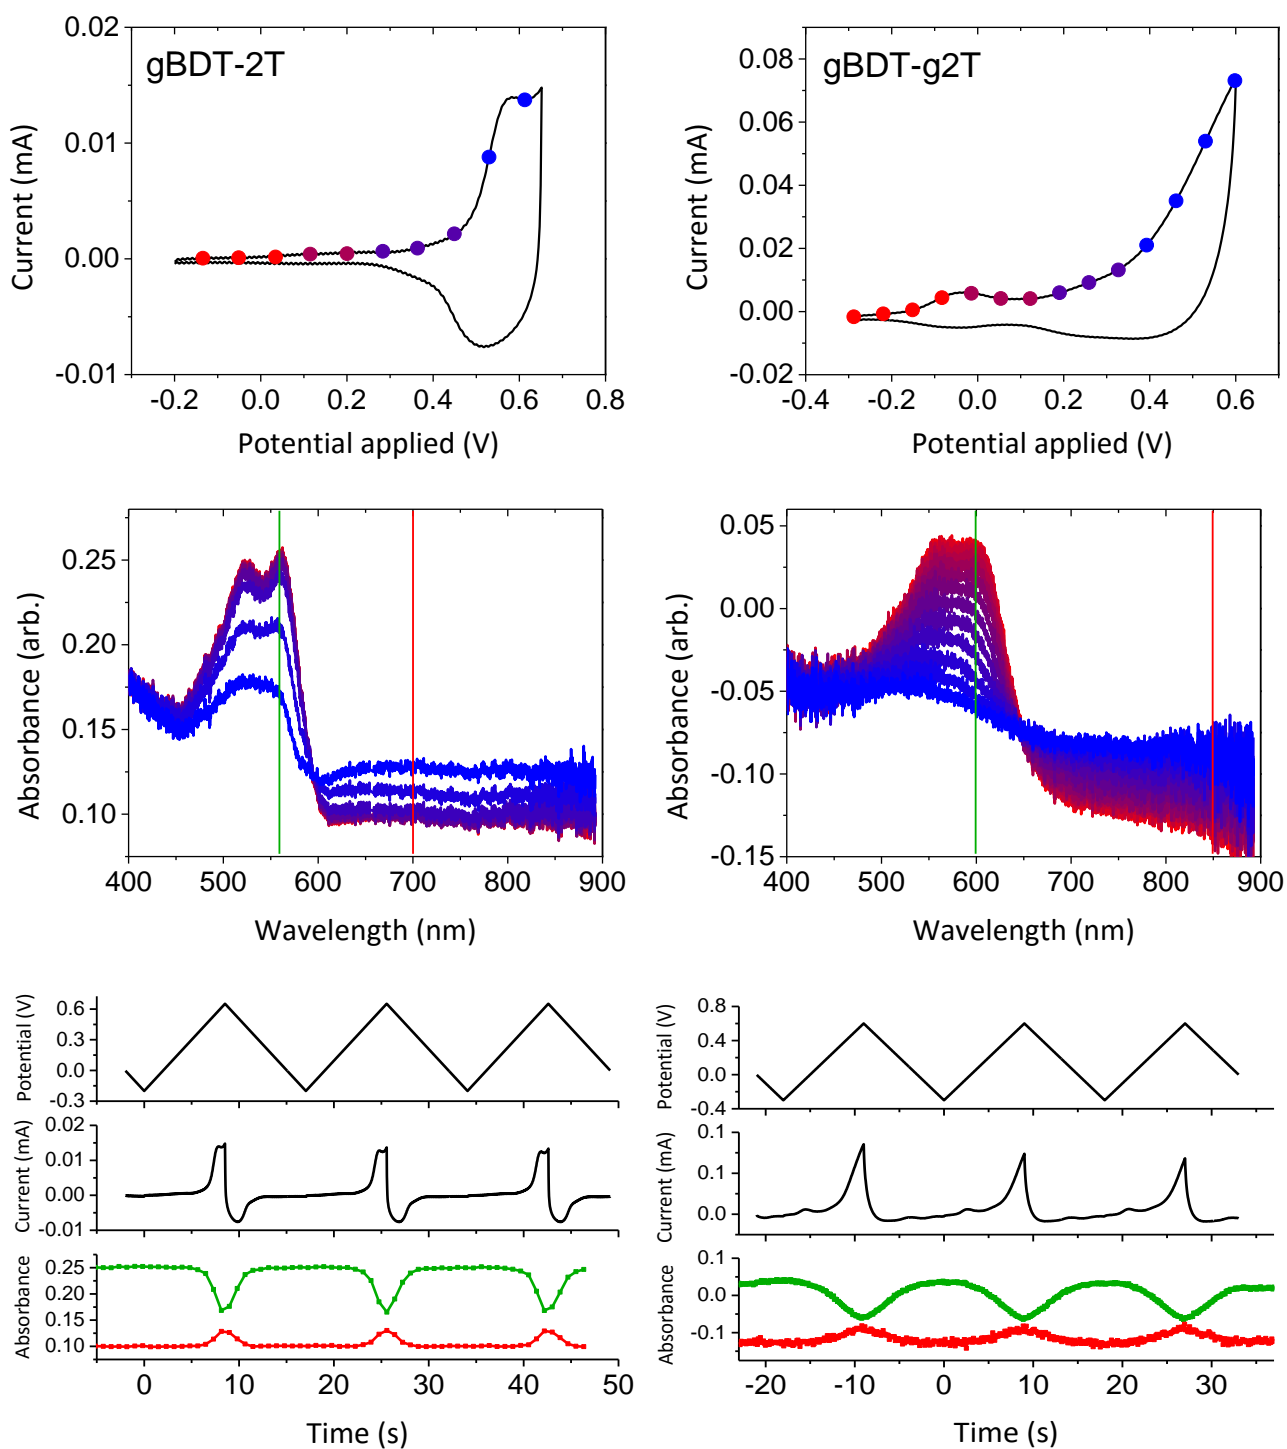 gBDT-2T
0.02
0.01
0.00
-0.01
Current (mA)
-0.2 0.0 0.2 0.4 0.6 0.8
Potential applied (V)
gBDT-g2T
0.08
0.06
0.04
0.02
0.00
-0.02
Current (mA)
-0.4 -0.2 0.0 0.2 0.4 0.6
Potential applied (V)
0.25
0.20
0.15
0.10
Absorbance (arb.)
400 500 600 700 800 900
Wavelength (nm)
0.05
0.00
-0.05
-0.10
-0.15
Absorbance (arb.)
400 500 600 700 800 900
Wavelength (nm)
Potential (V)
0.6
0.3
0.0
-0.3
Current (mA)
0.02
0.01
0.00
-0.01
Absorbance
0.25
0.20
0.15
0.10
0 10 20 30 40 50
Time (s)
Potential (V)
0.8
0.4
0.0
-0.4
Current (mA)
0.1
0.1
0.0
Absorbance
0.1
0.0
-0.1
-20 -10 0 10 20 30
Time (s)